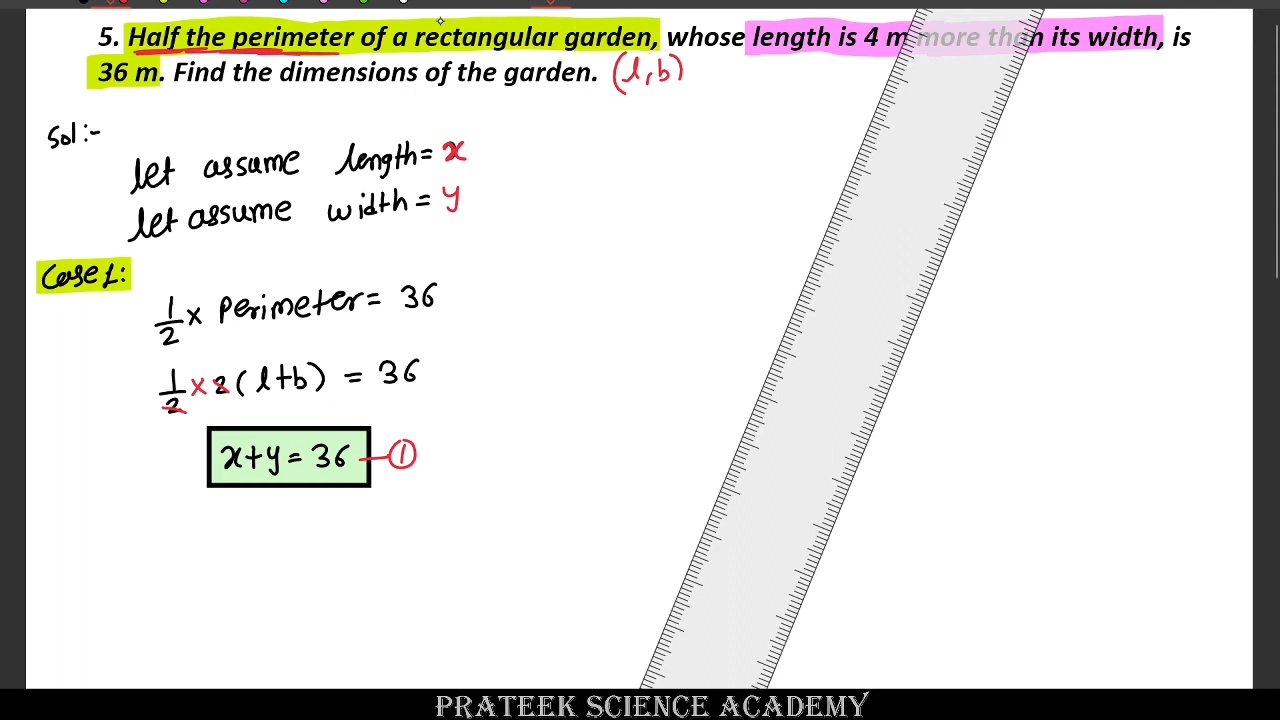 5. Half the perimeter of a rectangular garden, whose length is 4 m more than its width, is
36 m. Find the dimensions of the garden. (l, b)
Sol :-
let assume length = x
let assume width = y
Case 1:
1/2 × Perimeter = 36
1/2 × 2 (l+b) = 36
x+y = 36 —①
PRATEEK SCIENCE ACADEMY